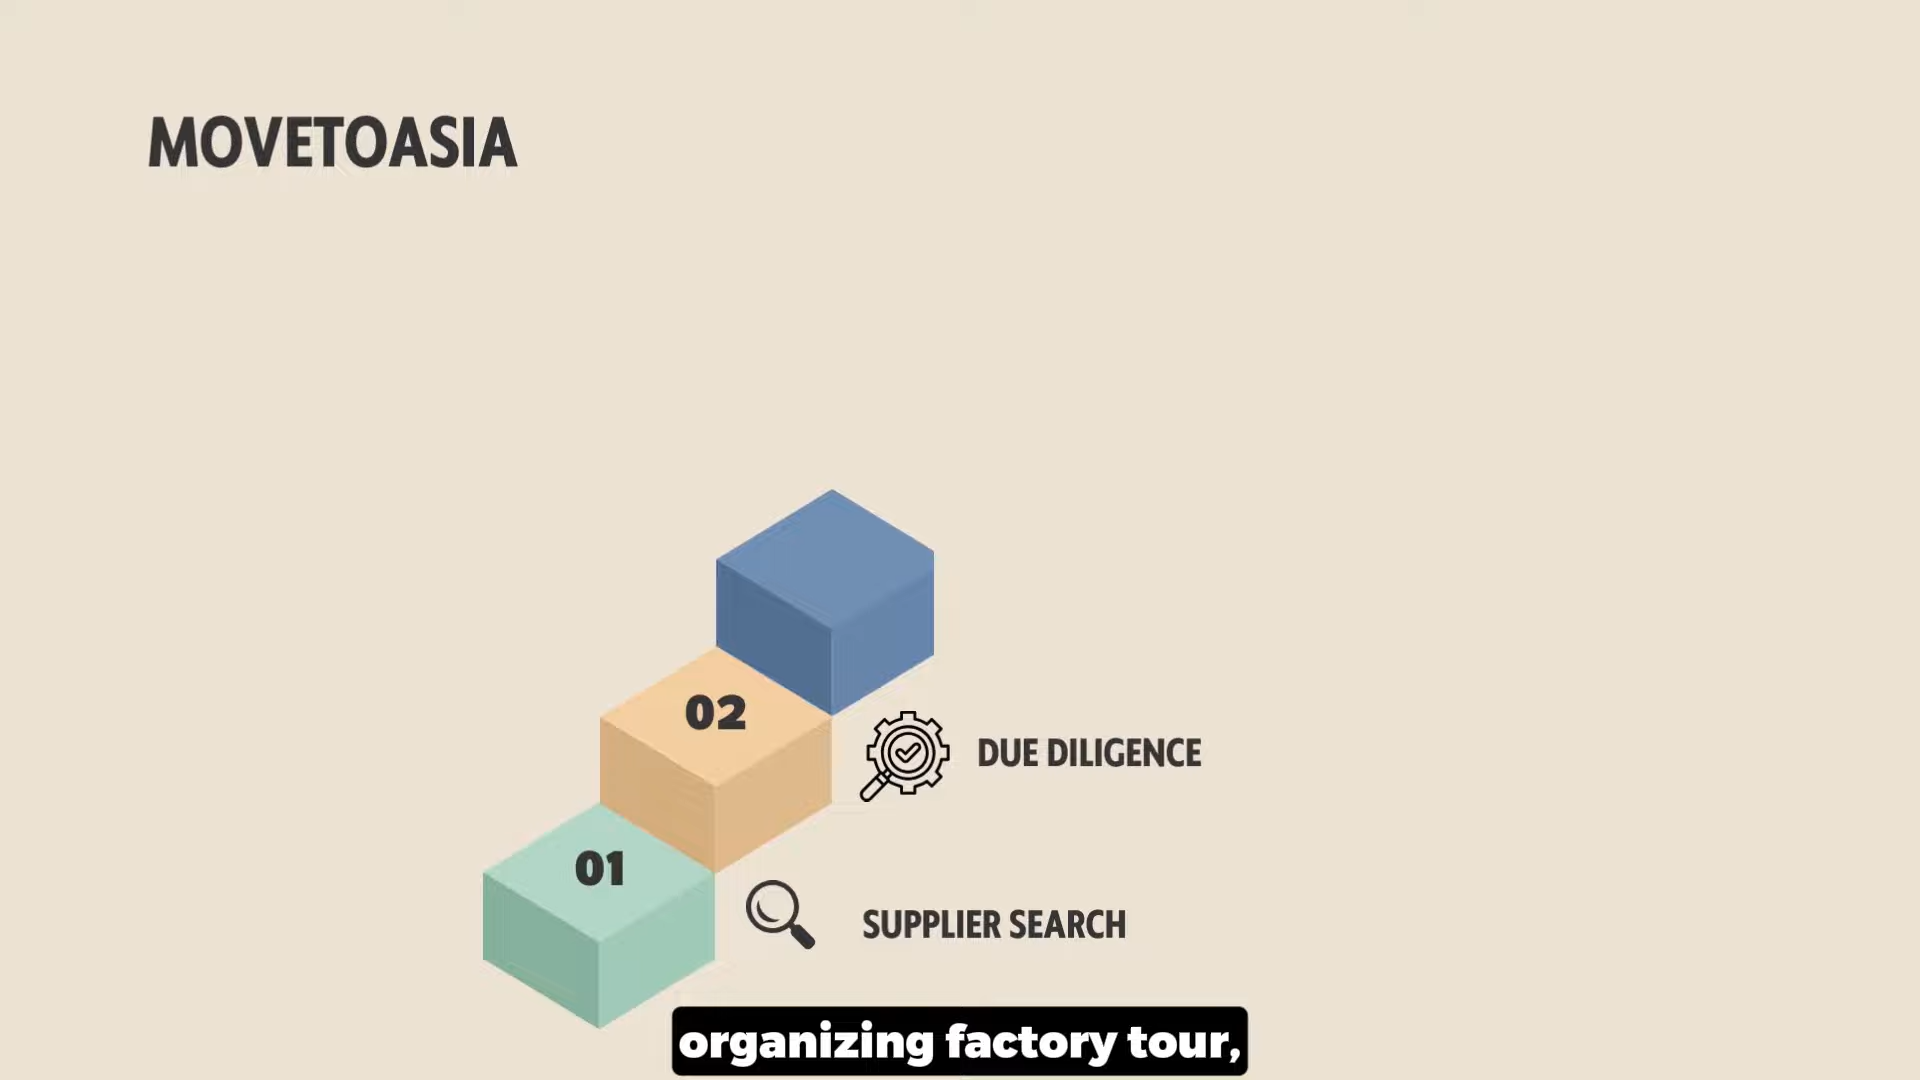 MOVETOASIA
02
DUE DILIGENCE
01
SUPPLIER SEARCH
organizing factory tour,